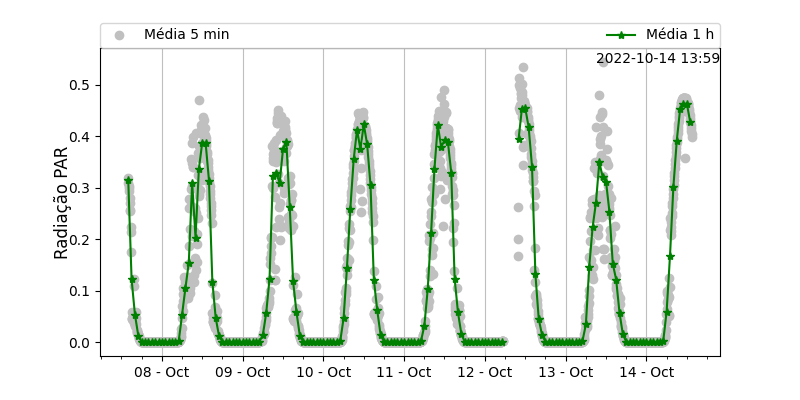 Média 5 min
Média 1 h
2022-10-14 13:59
Radiação PAR
0.5
0.4
0.3
0.2
0.1
0.0
08 - Oct
09 - Oct
10 - Oct
11 - Oct
12 - Oct
13 - Oct
14 - Oct